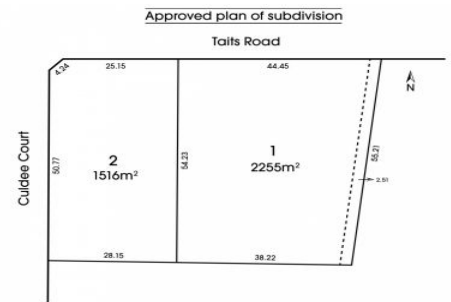 Approved plan of subdivision
Taits Road
4.24
25.15
44.45
N
Culdee Court
50.77
2
1516m²
54.23
1
2255m²
55.21
2.51
28.15
38.22